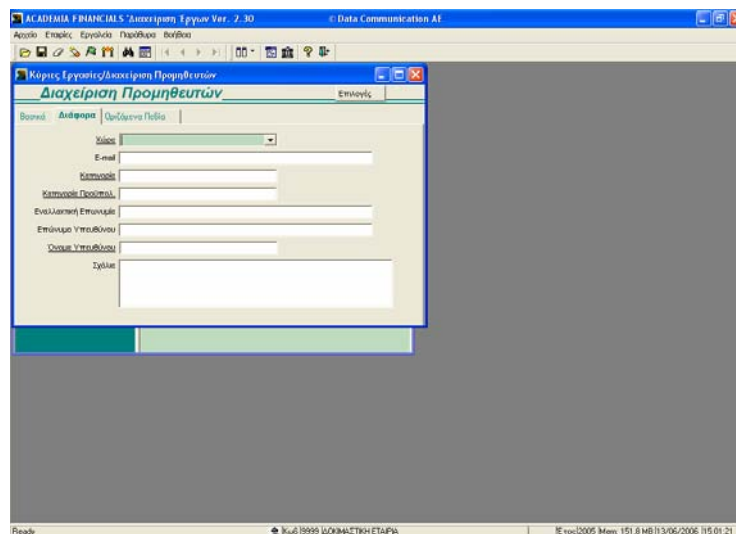 ACADEMIA FINANCIALS "Διαχείριση Έργων Ver. 2.30 © Data Communication AE
Αρχείο Εταιρίες Εργαλεία Παράθυρα Βοήθεια
Κύριες Εργασίες/Διαχείριση Προμηθευτών
Διαχείριση Προμηθευτών Επιλογές
Βασικά Διάφορα Οριζόμενα Πεδία
Χώρα
E-mail
Κατηγορία
Κατηγορία Προϋπολ.
Εναλλακτική Επωνυμία
Επώνυμο Υπευθύνου
Όνομα Υπευθύνου
Σχόλια
Ready Κωδ 9999 ΔΟΚΙΜΑΣΤΙΚΗ ΕΤΑΙΡΙΑ Έτος 2005 Mem: 151.8 MB 13/06/2006 15:01:21